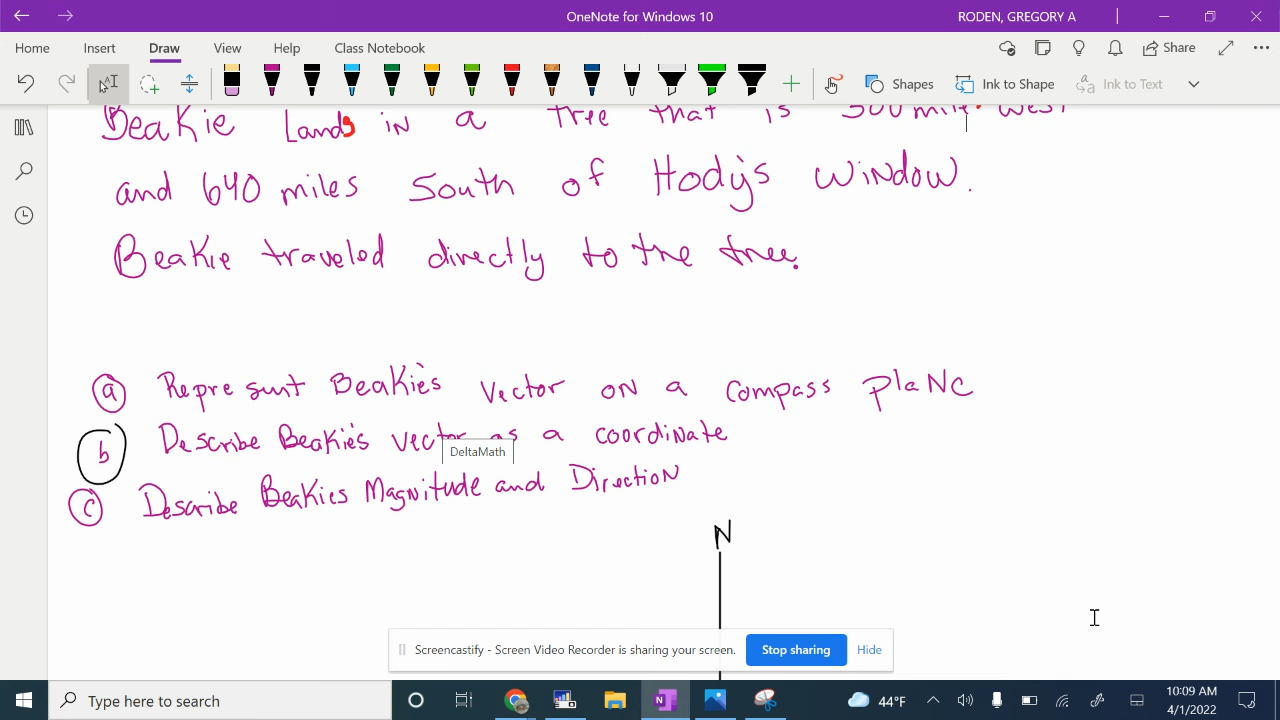 OneNote for Windows 10
RODEN, GREGORY A
Home Insert Draw View Help Class Notebook
Share
Shapes Ink to Shape Ink to Text
Beakie Lands in a tree that is 500 mile west
and 640 miles South of Hody's window.
Beakie traveled directly to the tree.
a Represent Beakie's vector on a compass plane
b Describe Beakie's vector as a coordinate
DeltaMath
c Describe Beakies Magnitude and Direction
N
Screencastify - Screen Video Recorder is sharing your screen. Stop sharing Hide
Type here to search
44°F
10:09 AM
4/1/2022